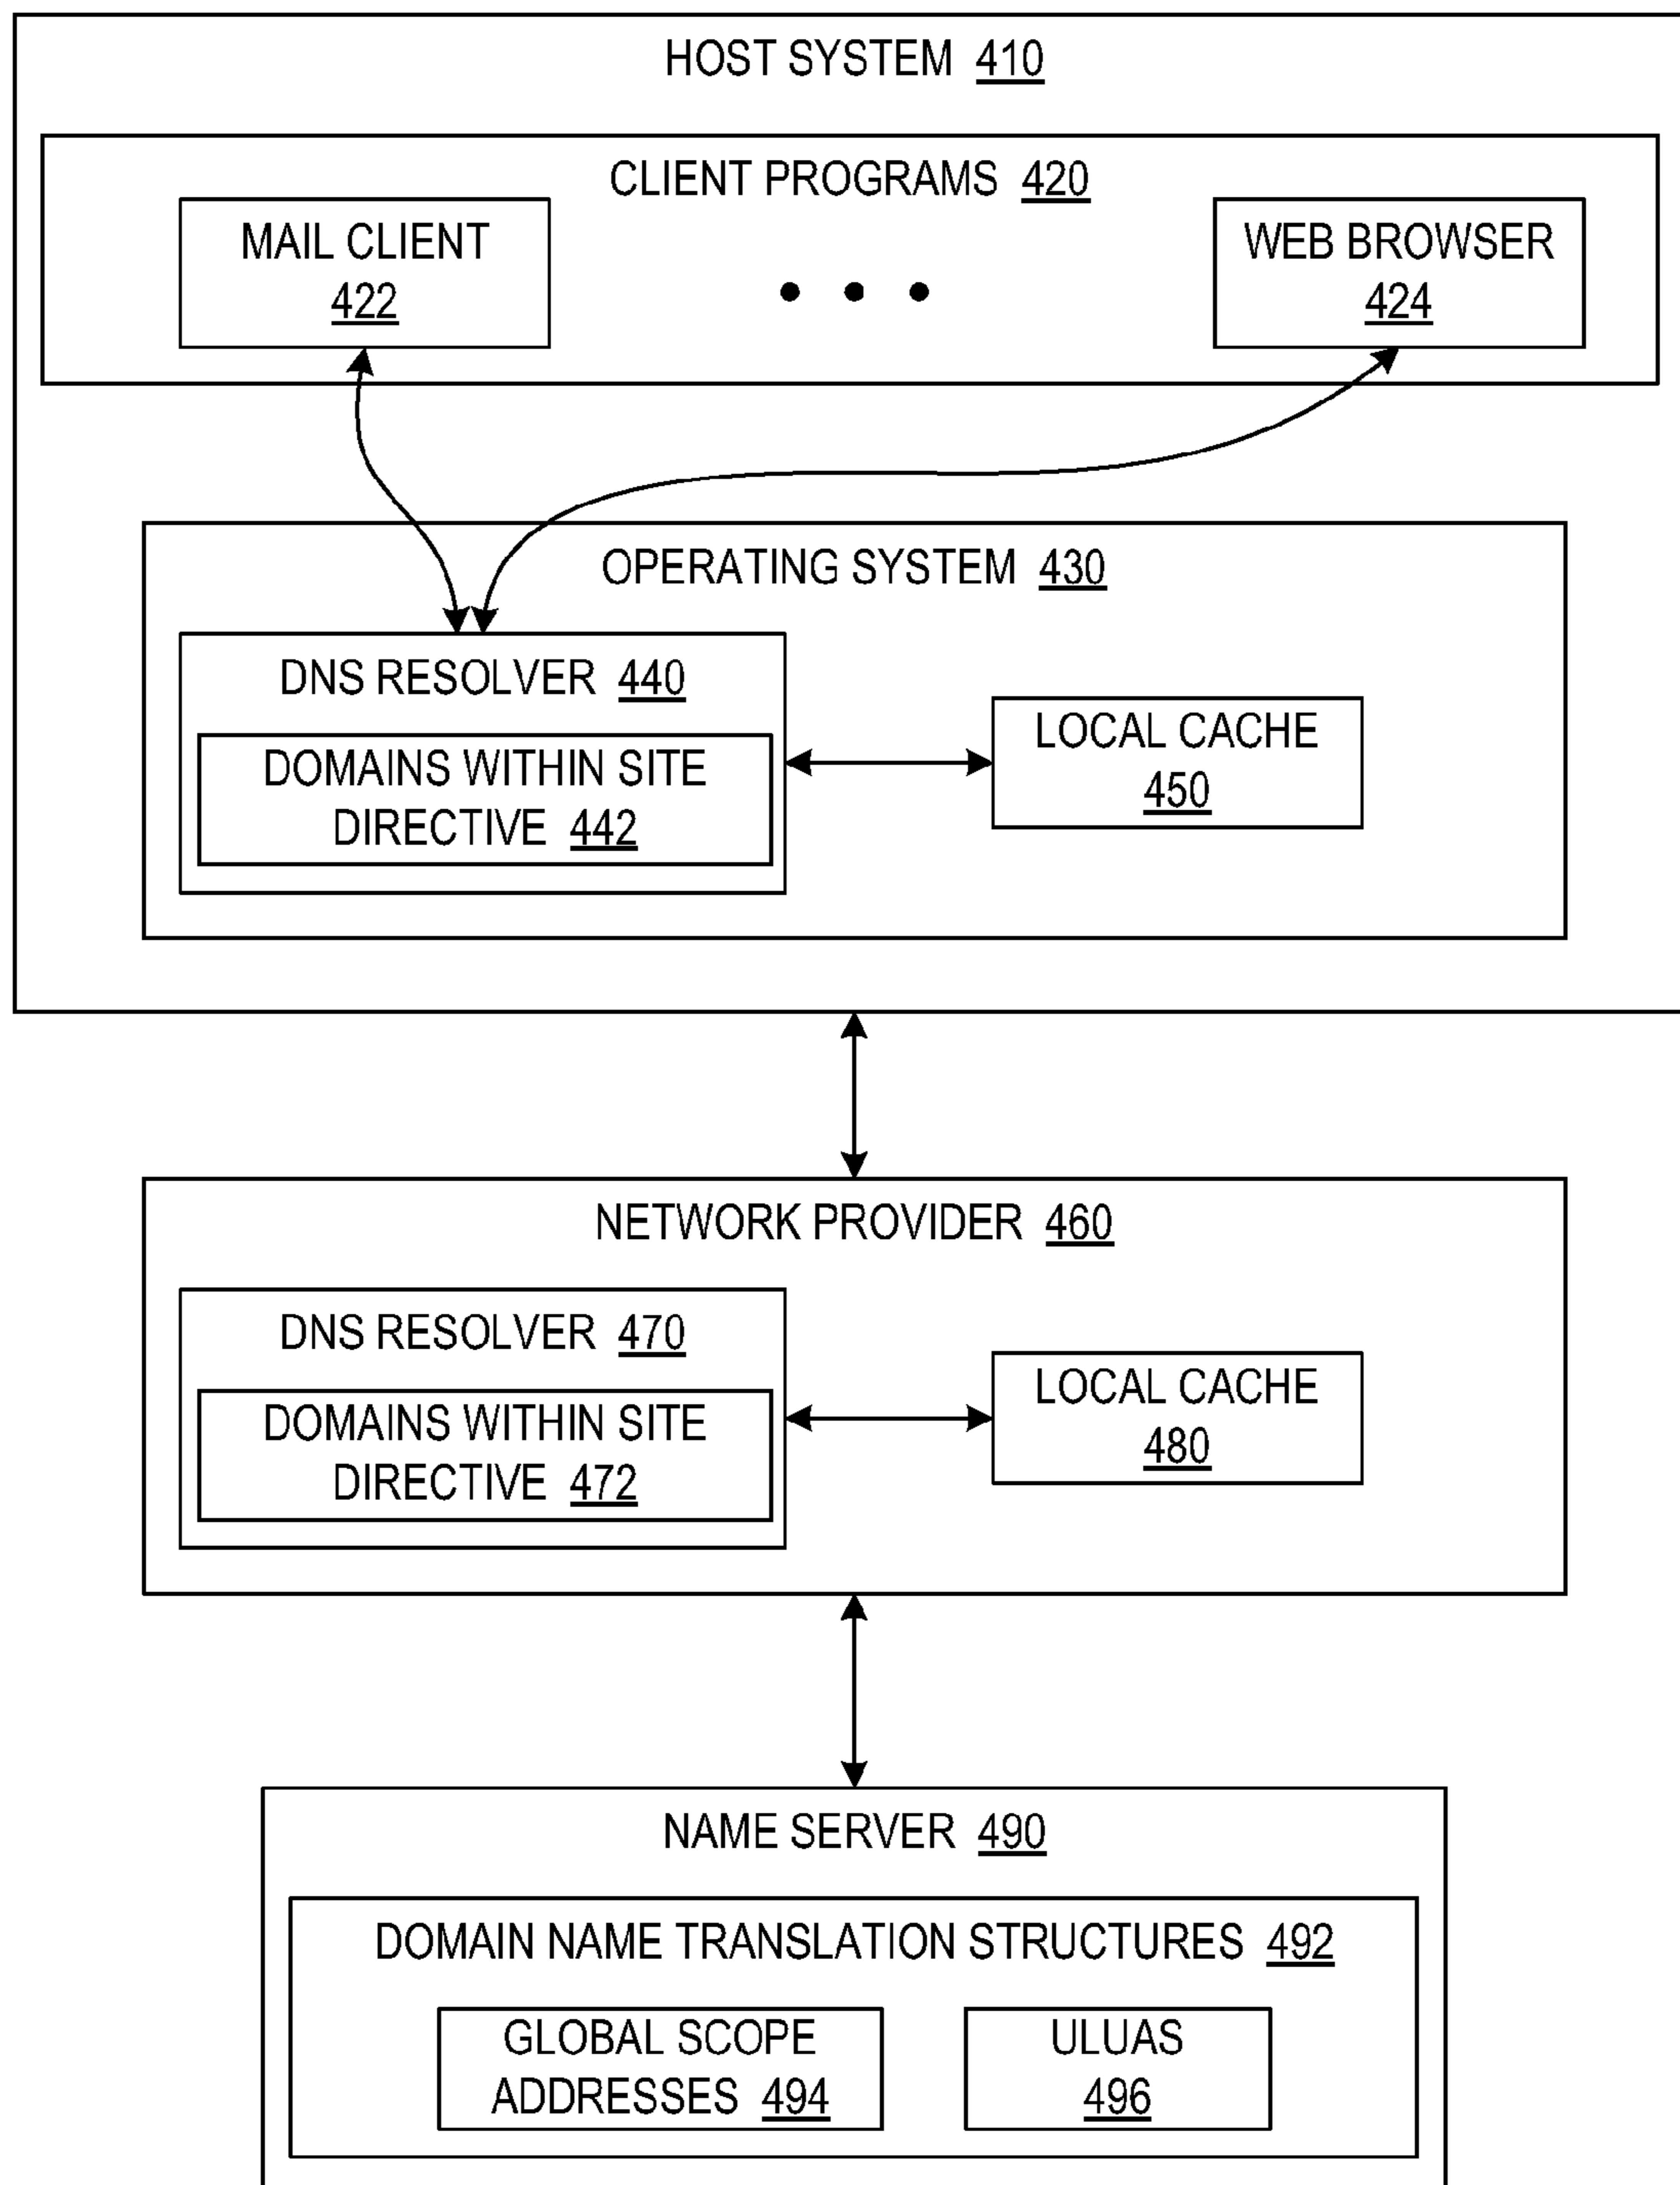 HOST SYSTEM 410
CLIENT PROGRAMS 420
MAIL CLIENT
422
WEB BROWSER
424
OPERATING SYSTEM 430
DNS RESOLVER 440
DOMAINS WITHIN SITE
DIRECTIVE 442
LOCAL CACHE
450
NETWORK PROVIDER 460
DNS RESOLVER 470
DOMAINS WITHIN SITE
DIRECTIVE 472
LOCAL CACHE
480
NAME SERVER 490
DOMAIN NAME TRANSLATION STRUCTURES 492
GLOBAL SCOPE
ADDRESSES 494
ULUAS
496